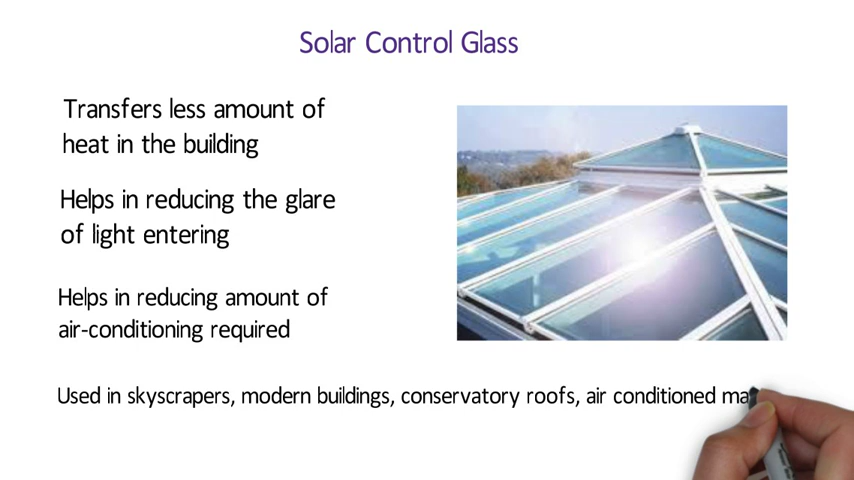 Solar Control Glass
Transfers less amount of
heat in the building
Helps in reducing the glare
of light entering
Helps in reducing amount of
air-conditioning required
Used in skyscrapers, modern buildings, conservatory roofs, air conditioned